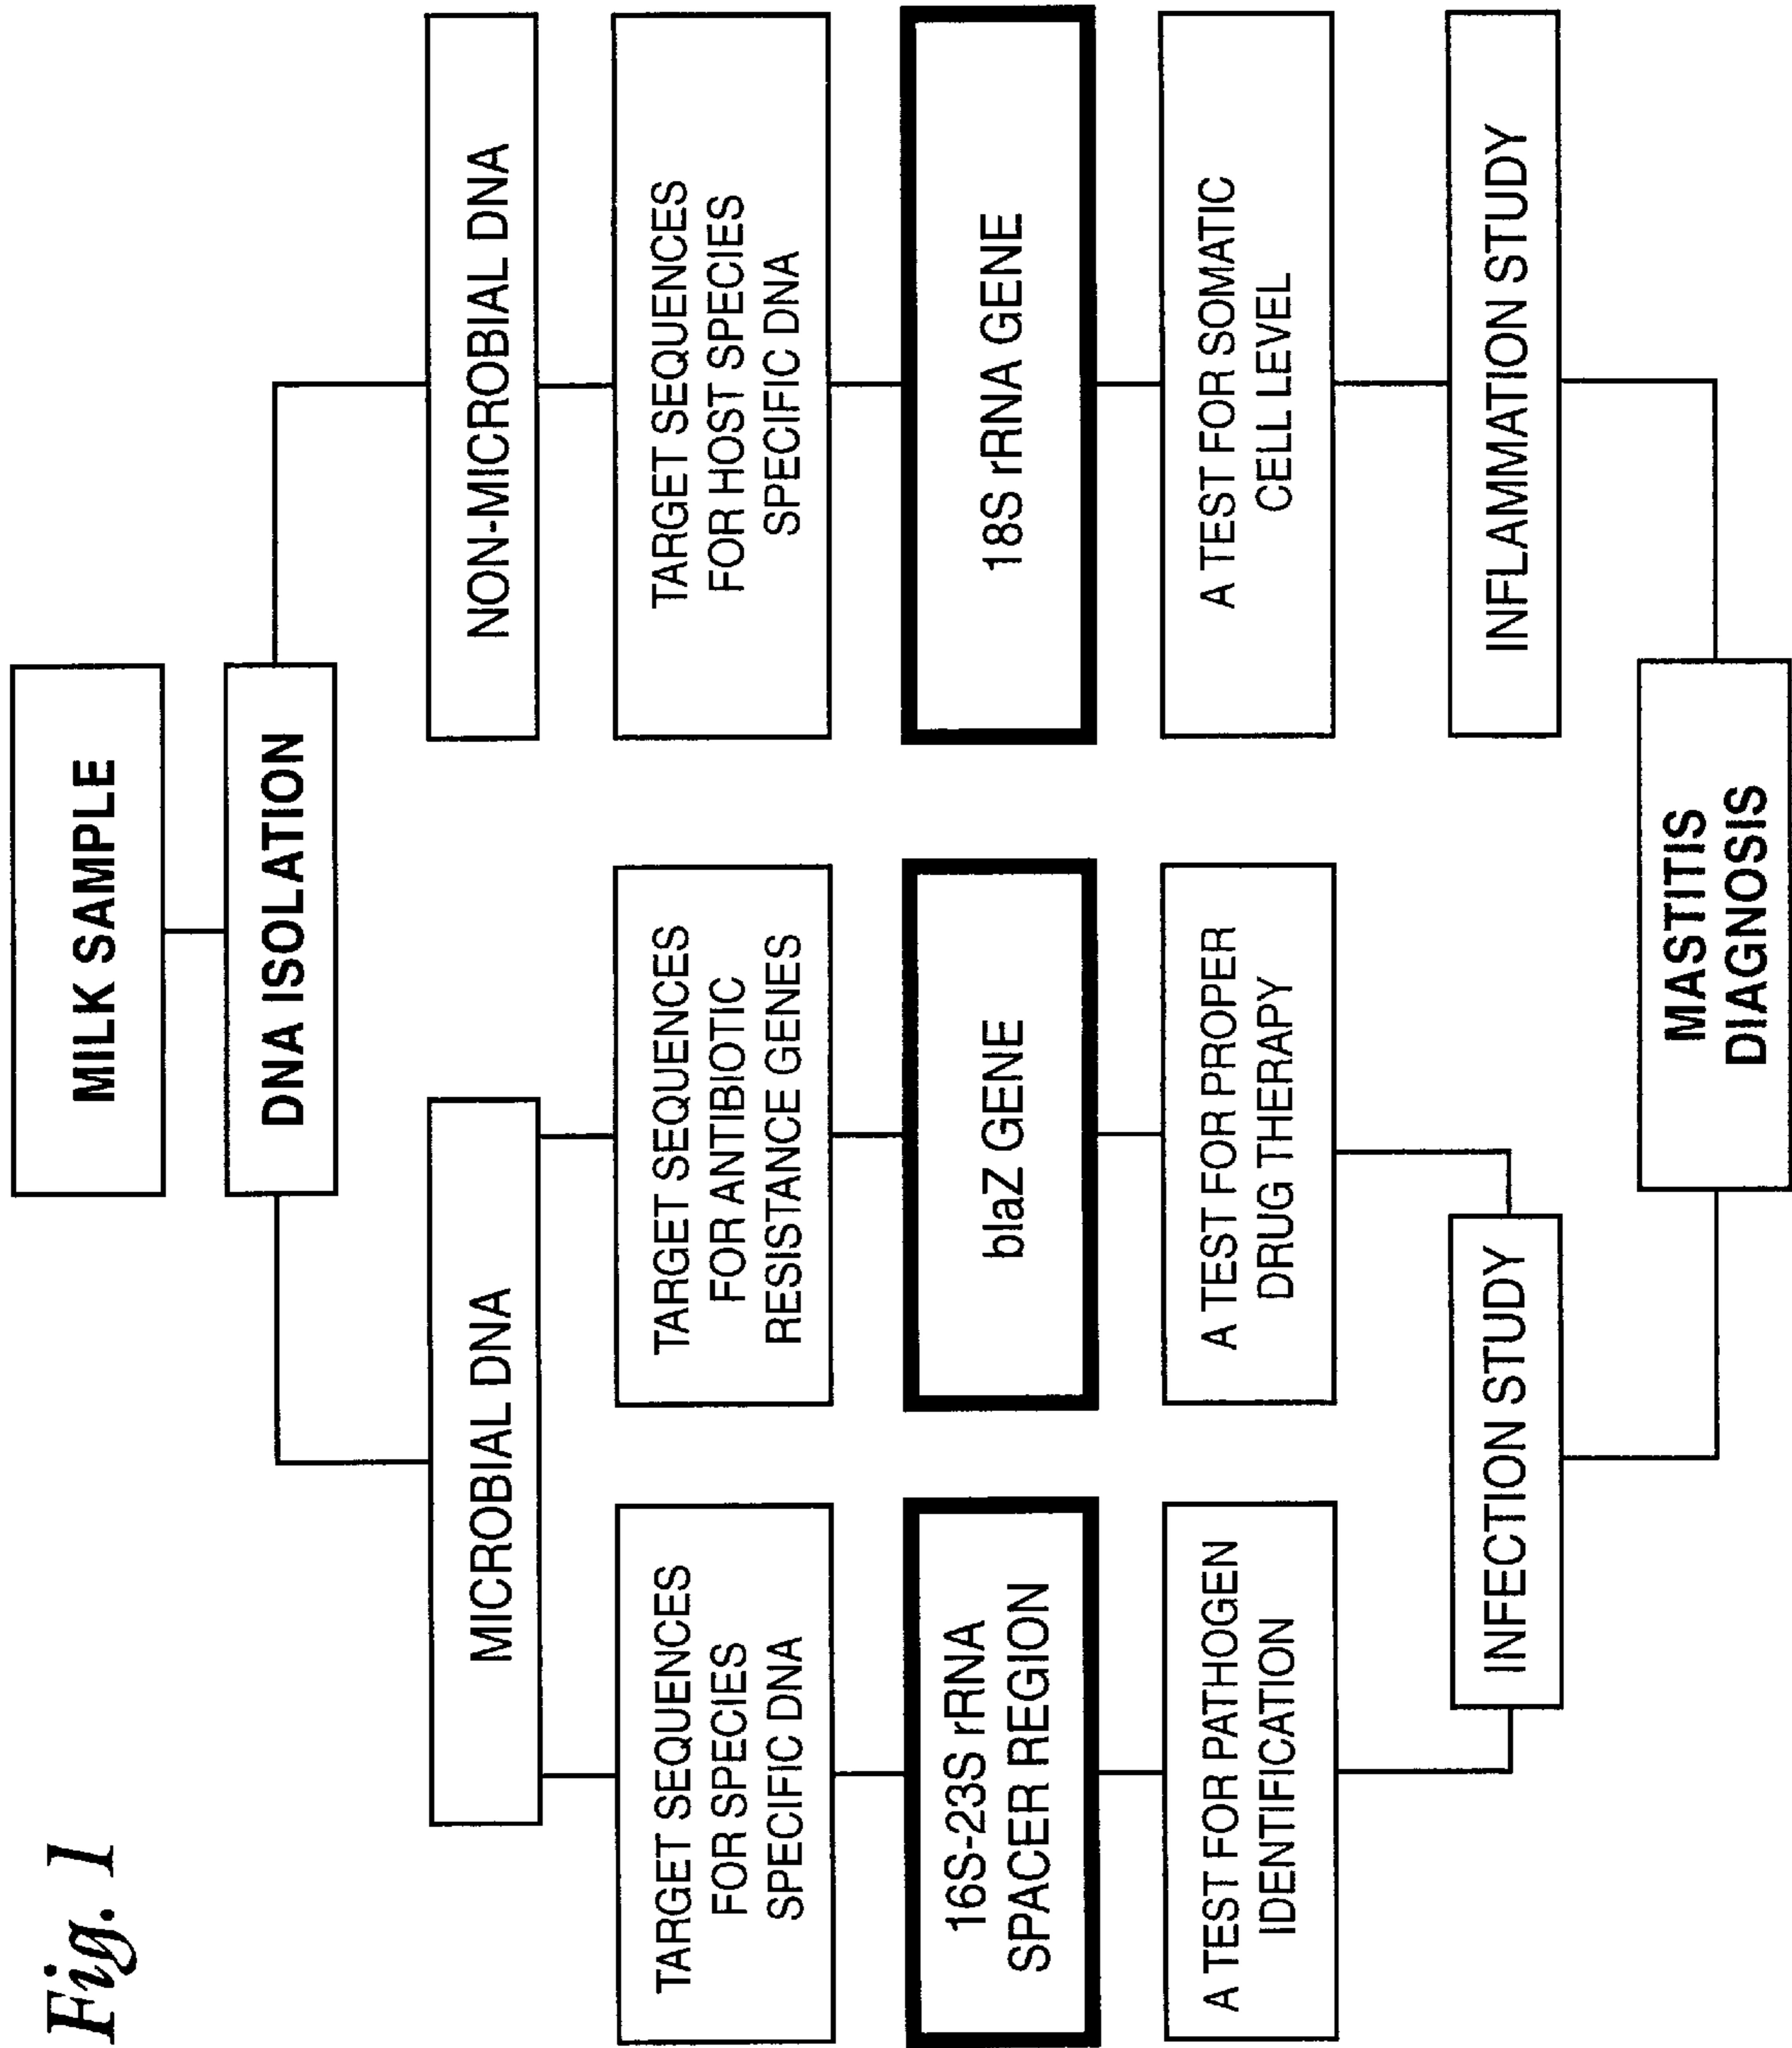 Fig. 1
MILK SAMPLE
DNA ISOLATION
MICROBIAL DNA
NON-MICROBIAL DNA
TARGET SEQUENCES
FOR SPECIES
SPECIFIC DNA
TARGET SEQUENCES
FOR ANTIBIOTIC
RESISTANCE GENES
TARGET SEQUENCES
FOR HOST SPECIES
SPECIFIC DNA
16S-23S rRNA
SPACER REGION
blaZ GENE
18S rRNA GENE
A TEST FOR PATHOGEN
IDENTIFICATION
A TEST FOR PROPER
DRUG THERAPY
A TEST FOR SOMATIC
CELL LEVEL
INFECTION STUDY
INFLAMMATION STUDY
MASTITIS
DIAGNOSIS